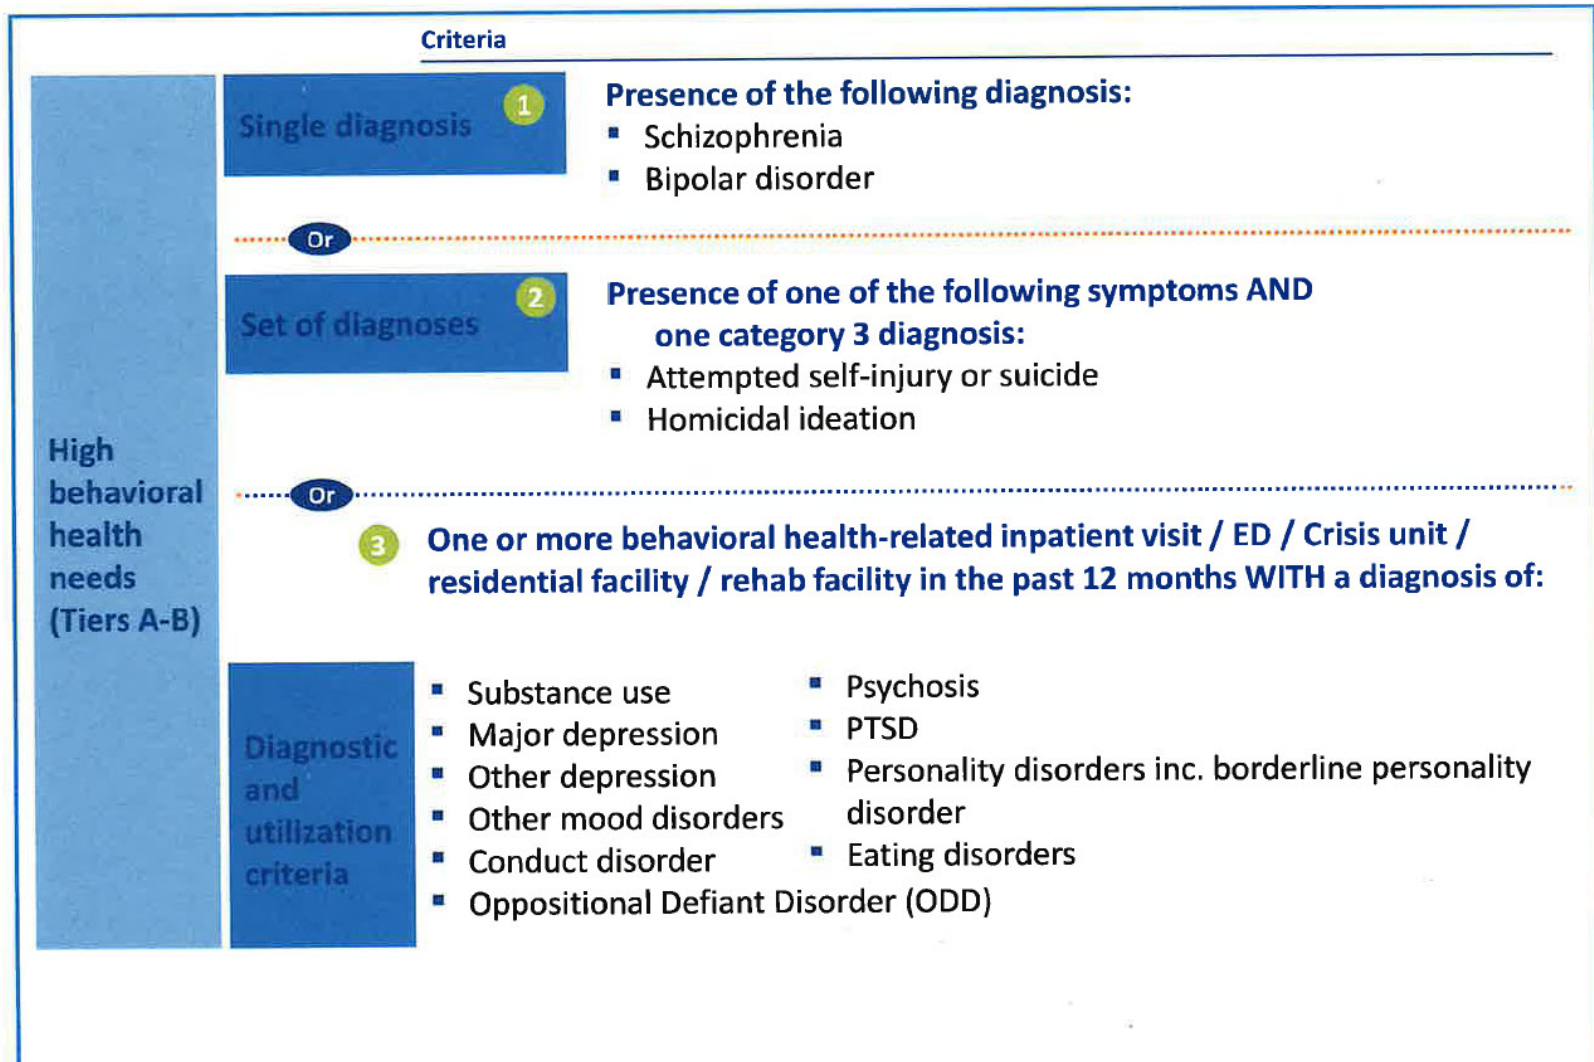 Criteria
High
behavioral
health
needs
(Tiers A-B)
Single diagnosis
1
Presence of the following diagnosis:
▪ Schizophrenia
▪ Bipolar disorder
Or
Set of diagnoses
2
Presence of one of the following symptoms AND
one category 3 diagnosis:
▪ Attempted self-injury or suicide
▪ Homicidal ideation
Or
3
One or more behavioral health-related inpatient visit / ED / Crisis unit /
residential facility / rehab facility in the past 12 months WITH a diagnosis of:
Diagnostic
and
utilization
criteria
▪ Substance use
▪ Major depression
▪ Other depression
▪ Other mood disorders
▪ Conduct disorder
▪ Oppositional Defiant Disorder (ODD)
▪ Psychosis
▪ PTSD
▪ Personality disorders inc. borderline personality
disorder
▪ Eating disorders